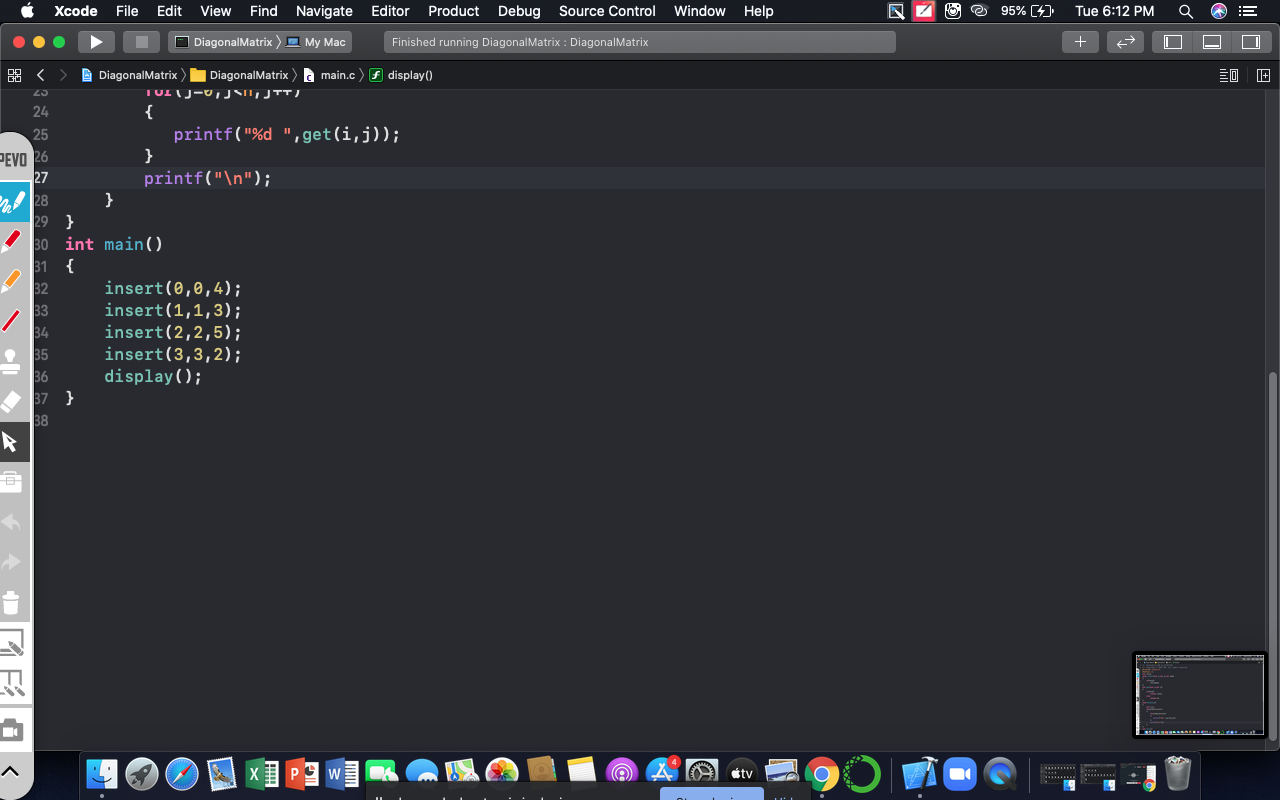 Xcode File Edit View Find Navigate Editor Product Debug Source Control Window Help 95% Tue 6:12 PM
DiagonalMatrix My Mac Finished running DiagonalMatrix : DiagonalMatrix
DiagonalMatrix DiagonalMatrix main.c display()
23 for(j=0;j<n;j++)
24 {
25 printf("%d ",get(i,j));
26 }
27 printf("\n");
28 }
29 }
30 int main()
31 {
32 insert(0,0,4);
33 insert(1,1,3);
34 insert(2,2,5);
35 insert(3,3,2);
36 display();
37 }
38
PEVO
4
tv